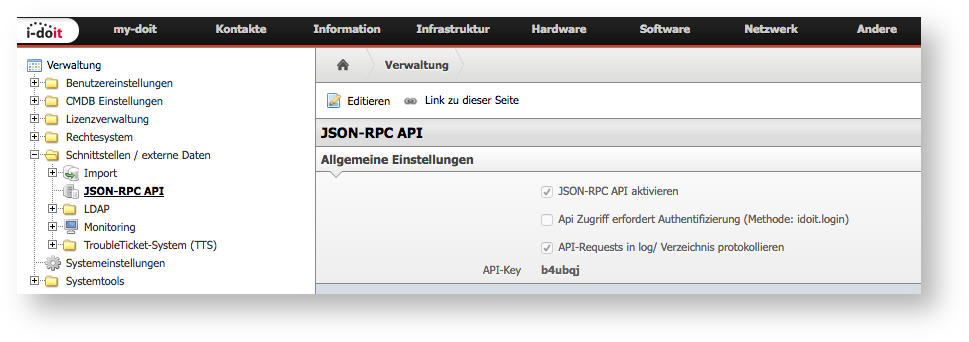 i-doit my-doit Kontakte Information Infrastruktur Hardware Software Netzwerk Andere
Verwaltung
Benutzereinstellungen
CMDB Einstellungen
Lizenzverwaltung
Rechtesystem
Schnittstellen / externe Daten
Import
JSON-RPC API
LDAP
Monitoring
TroubleTicket-System (TTS)
Systemeinstellungen
Systemtools
Verwaltung
Editieren Link zu dieser Seite
JSON-RPC API
Allgemeine Einstellungen
JSON-RPC API aktivieren
Api Zugriff erfordert Authentifizierung (Methode: idoit.login)
API-Requests in log/ Verzeichnis protokollieren
API-Key b4ubqj